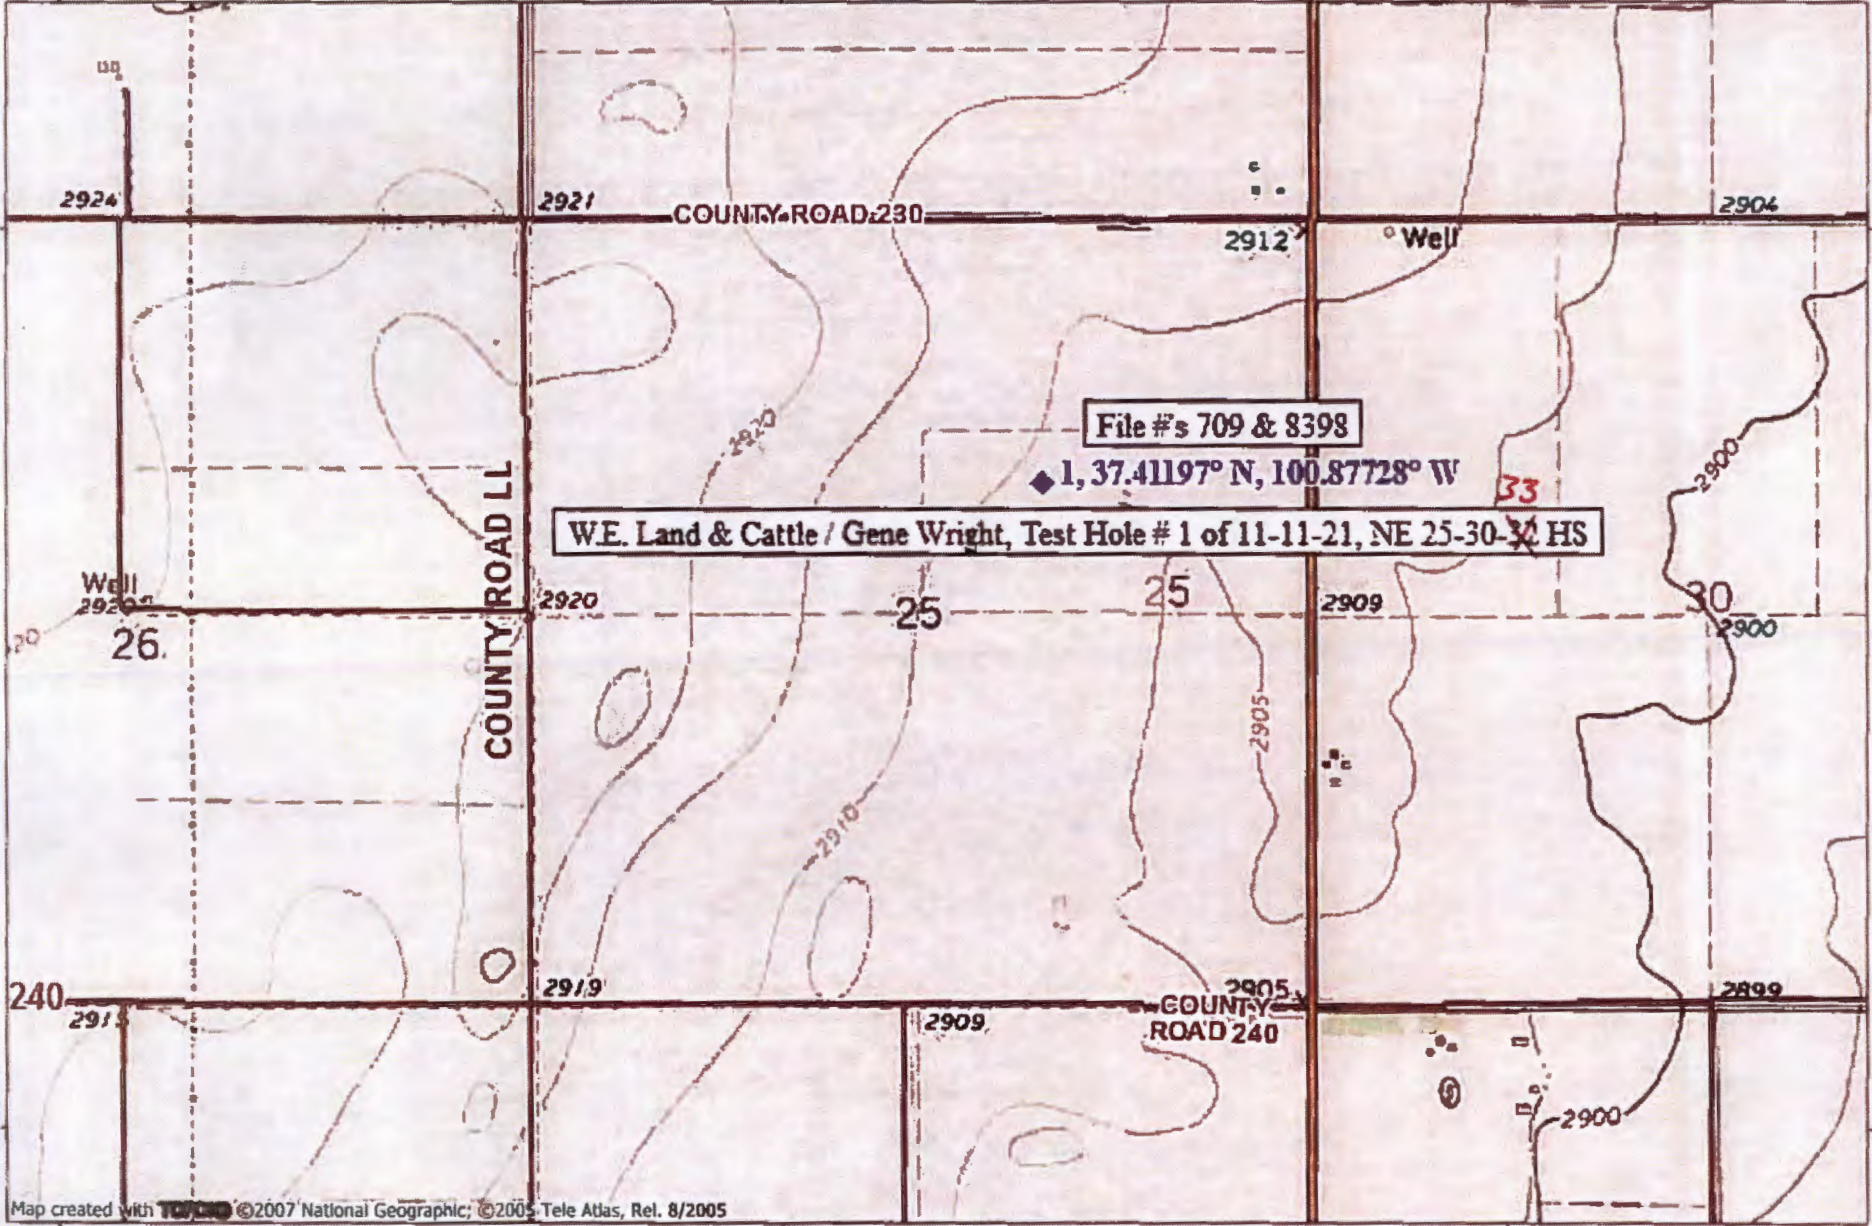 2924
2921
COUNTY ROAD 230
2904
2912
Well
2920
2900
File #'s 709 & 8398
1, 37.41197° N, 100.87728° W
33
W.E. Land & Cattle / Gene Wright, Test Hole # 1 of 11-11-21, NE 25-30-32 HS
COUNTY ROAD LL
Well
2920
2920
25
25
2909
30
2900
26
20
2905
2910
240
2919
2905
2899
2915
2909
COUNTY
ROAD 240
2900
Map created with ©2007 National Geographic; ©2005 Tele Atlas, Rel. 8/2005